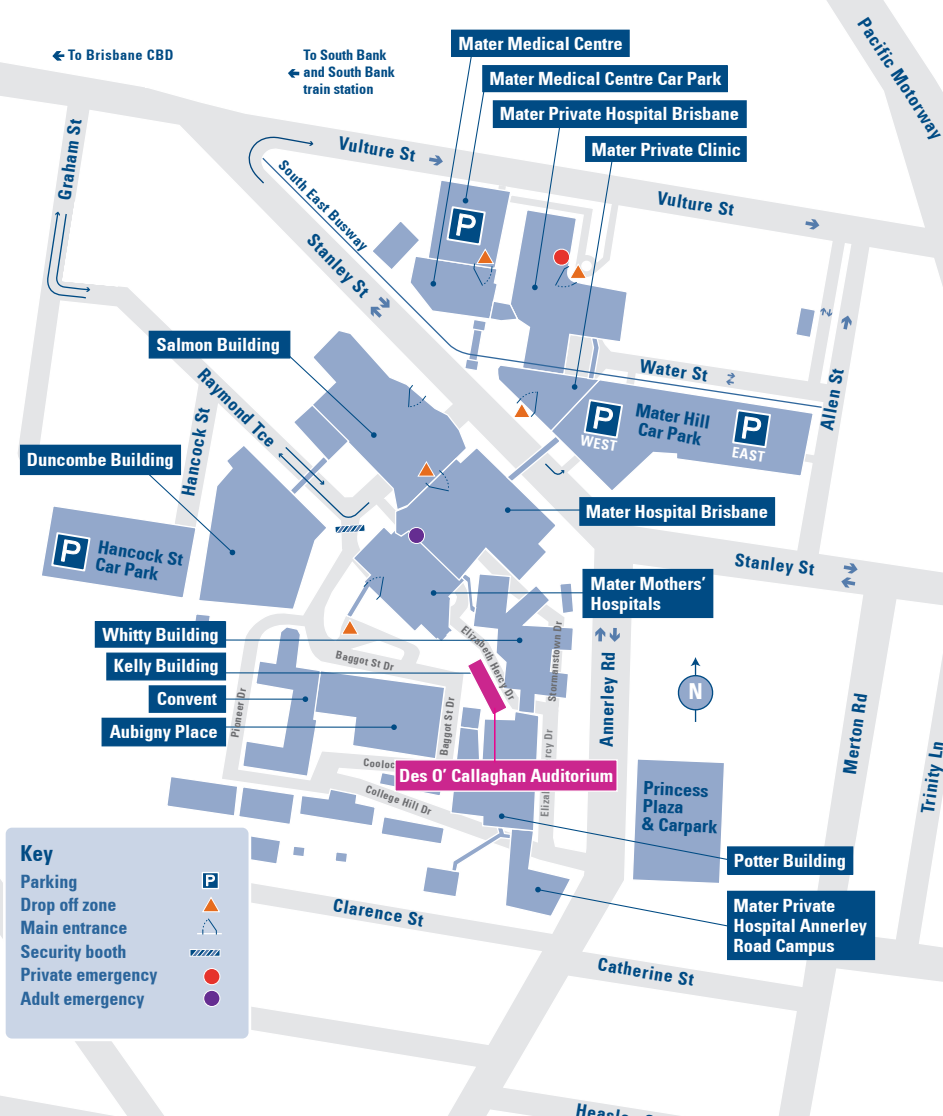 To Brisbane CBD
To South Bank
and South Bank
train station
Mater Medical Centre
Mater Medical Centre Car Park
Mater Private Hospital Brisbane
Mater Private Clinic
Pacific Motorway
Graham St
Vulture St
Vulture St
South East Busway
Stanley St
P
Salmon Building
Raymond Tce
Water St
Allen St
P
WEST
Mater Hill
Car Park
P
EAST
Duncombe Building
Hancock St
Mater Hospital Brisbane
P
Hancock St
Car Park
Stanley St
Mater Mothers’
Hospitals
Whitty Building
Kelly Building
Convent
Aubigny Place
Baggot St Dr
Elizabeth Hercy Dr
Stormanstown Dr
Annerley Rd
N
Pioneer Dr
Baggot St Dr
Merton Rd
Trinity Ln
Des O’ Callaghan Auditorium
College Hill Dr
Princess
Plaza
& Carpark
Potter Building
Mater Private
Hospital Annerley
Road Campus
Clarence St
Catherine St
Key
Parking
P
Drop off zone
Main entrance
Security booth
Private emergency
Adult emergency